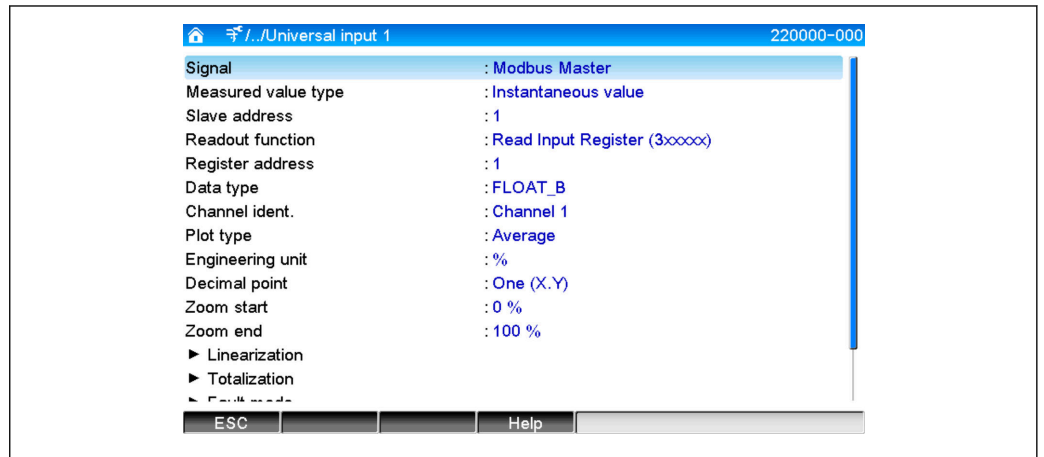 /../Universal input 1 220000-000
Signal : Modbus Master
Measured value type : Instantaneous value
Slave address : 1
Readout function : Read Input Register (3xxxxx)
Register address : 1
Data type : FLOAT_B
Channel ident. : Channel 1
Plot type : Average
Engineering unit : %
Decimal point : One (X.Y)
Zoom start : 0 %
Zoom end : 100 %
► Linearization
► Totalization
► Fault mode
ESC Help